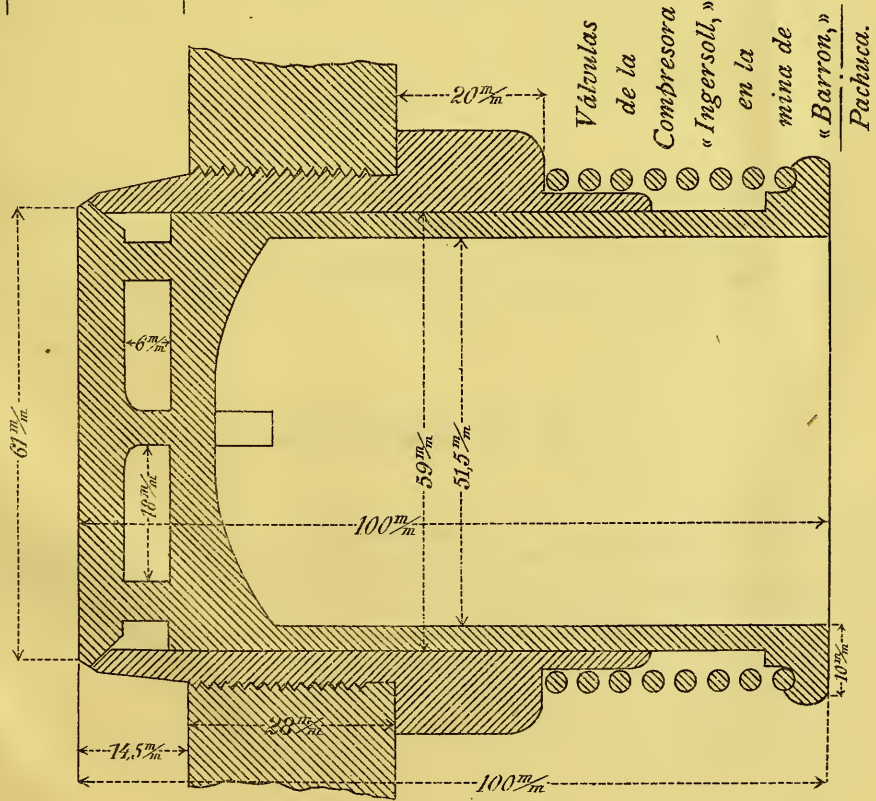 Válvulas
de la
Compresora
«Ingersoll,»
en la
mina de
«Barron,»
Pachuca.
61 m/m
20 m/m
6 m/m
18 m/m
59 m/m
51,5 m/m
100 m/m
28 m/m
14,5 m/m
10 m/m
100 m/m